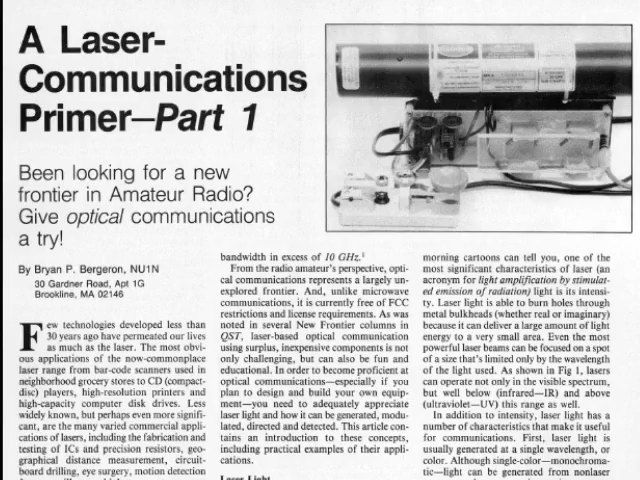 A Laser-
Communications
Primer—Part 1
Been looking for a new
frontier in Amateur Radio?
Give optical communications
a try!
By Bryan P. Bergeron, NU1N
30 Gardner Road, Apt 1G
Brookline, MA 02146
Few technologies developed less than
30 years ago have permeated our lives
as much as the laser. The most obvi-
ous applications of the now-commonplace
laser range from bar-code scanners used in
neighborhood grocery stores to CD (compact-
disc) players, high-resolution printers and
high-capacity computer disk drives. Less
widely known, but perhaps even more signifi-
cant, are the many varied commercial appli-
cations of lasers, including the fabrication and
testing of ICs and precision resistors, geo-
graphical distance measurement, circuit-
board drilling, eye surgery, motion detection
bandwidth in excess of 10 GHz.¹
From the radio amateur's perspective, opti-
cal communications represents a largely un-
explored frontier. And, unlike microwave
communications, it is currently free of FCC
restrictions and license requirements. As was
noted in several New Frontier columns in
QST, laser-based optical communication
using surplus, inexpensive components is not
only challenging, but can also be fun and
educational. In order to become proficient at
optical communications—especially if you
plan to design and build your own equip-
ment—you need to adequately appreciate
laser light and how it can be generated, modu-
lated, directed and detected. This article con-
tains an introduction to these concepts,
including practical examples of their appli-
cations.
Laser Light
morning cartoons can tell you, one of the
most significant characteristics of laser (an
acronym for light amplification by stimulat-
ed emission of radiation) light is its intensi-
ty. Laser light is able to burn holes through
metal bulkheads (whether real or imaginary)
because it can deliver a large amount of light
energy to a very small area. Even the most
powerful laser beams can be focused on a spot
of a size that's limited only by the wavelength
of the light used. As shown in Fig 1, lasers
can operate not only in the visible spectrum,
but well below (infrared—IR) and above
(ultraviolet—UV) this range as well.
In addition to intensity, laser light has a
number of characteristics that make it useful
for communications. First, laser light is
usually generated at a single wavelength, or
color. Although single-color—monochroma-
tic—light can be generated from nonlaser